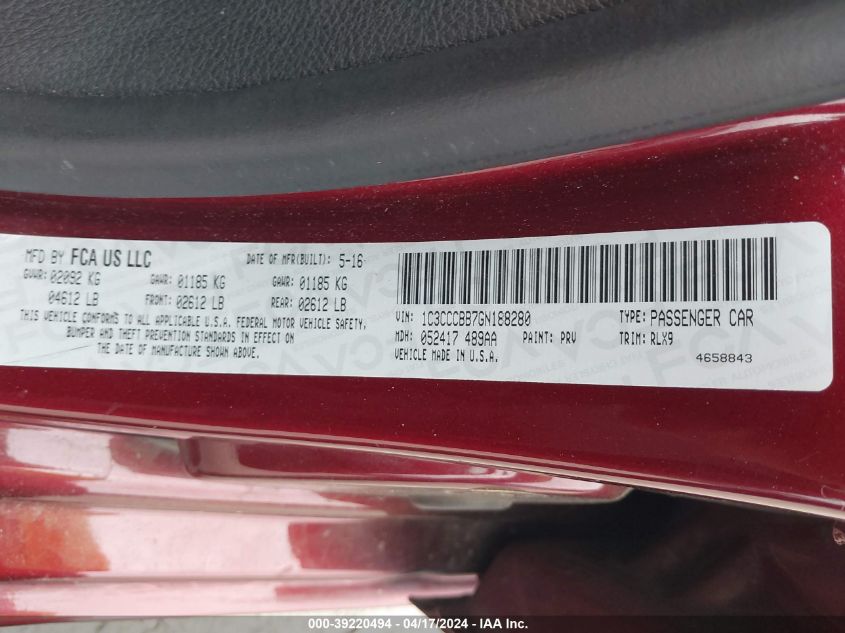 MFD BY FCA US LLC
DATE OF MFR(BUILT): 5-16
GVWR: 02092 KG GAWR: 01185 KG GAWR: 01185 KG
04612 LB FRONT: 02612 LB REAR: 02612 LB
THIS VEHICLE CONFORMS TO ALL APPLICABLE U.S.A. FEDERAL MOTOR VEHICLE SAFETY,
BUMPER AND THEFT PREVENTION STANDARDS IN EFFECT ON
THE DATE OF MANUFACTURE SHOWN ABOVE.
VIN: 1C3CCCBB7GN188280 TYPE: PASSENGER CAR
MDH: 052417 489AA PAINT: PRV TRIM: RLX9
VEHICLE MADE IN U.S.A. 4658843
000-39220494 - 04/17/2024 - IAA Inc.